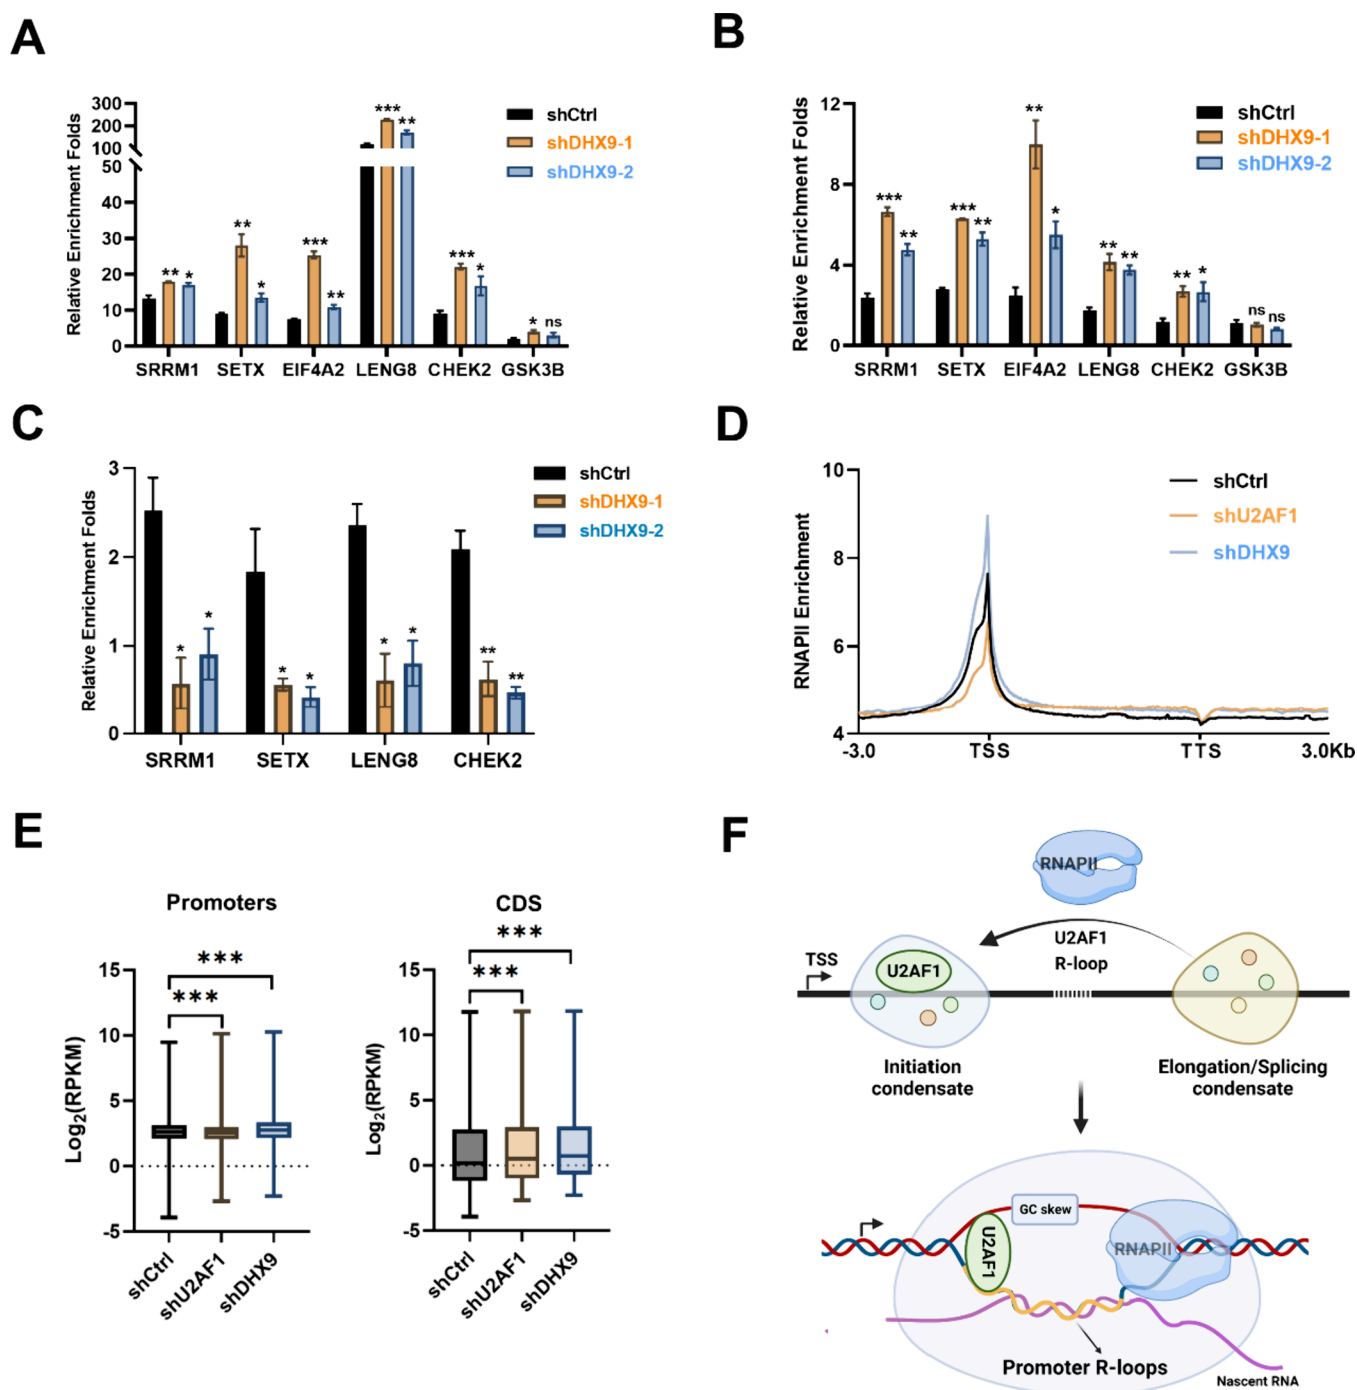 A
Relative Enrichment Folds
300
200
100
50
40
30
20
10
0
** *
** *
*** **
*** **
*** *
* ns
SRRM1 SETX EIF4A2 LENG8 CHEK2 GSK3B
shCtrl
shDHX9-1
shDHX9-2
B
Relative Enrichment Folds
12
8
4
0
*** **
*** **
** *
** **
** *
ns ns
SRRM1 SETX EIF4A2 LENG8 CHEK2 GSK3B
shCtrl
shDHX9-1
shDHX9-2
C
Relative Enrichment Folds
3
2
1
0
* *
* *
* *
** **
SRRM1 SETX LENG8 CHEK2
shCtrl
shDHX9-1
shDHX9-2
D
RNAPII Enrichment
10
8
6
4
-3.0 TSS TTS 3.0Kb
shCtrl
shU2AF1
shDHX9
E
Promoters
Log2(RPKM)
15
10
5
0
-5
***
***
shCtrl
shU2AF1
shDHX9
CDS
Log2(RPKM)
15
10
5
0
-5
***
***
shCtrl
shU2AF1
shDHX9
F
RNAPII
U2AF1
R-loop
TSS
U2AF1
Initiation
condensate
Elongation/Splicing
condensate
GC skew
U2AF1
RNAPII
Promoter R-loops
Nascent RNA